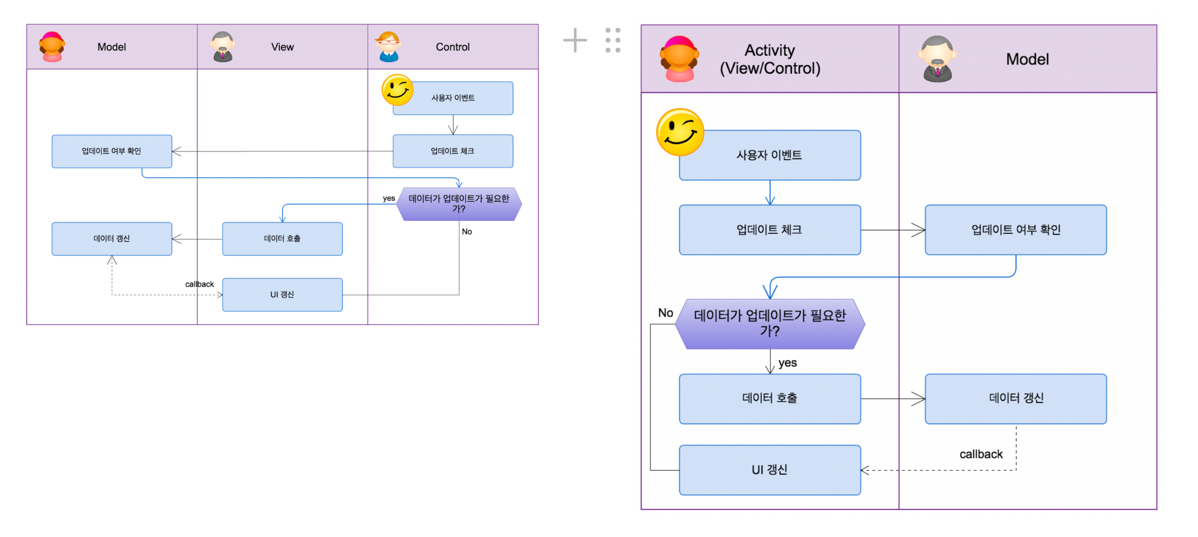 Model
View
Control
사용자 이벤트
업데이트 여부 확인
업데이트 체크
yes
데이터가 업데이트가 필요한
가?
No
데이터 갱신
데이터 호출
callback
UI 갱신
Activity
(View/Control)
Model
사용자 이벤트
업데이트 체크
업데이트 여부 확인
No
데이터가 업데이트가 필요한
가?
yes
데이터 호출
데이터 갱신
callback
UI 갱신